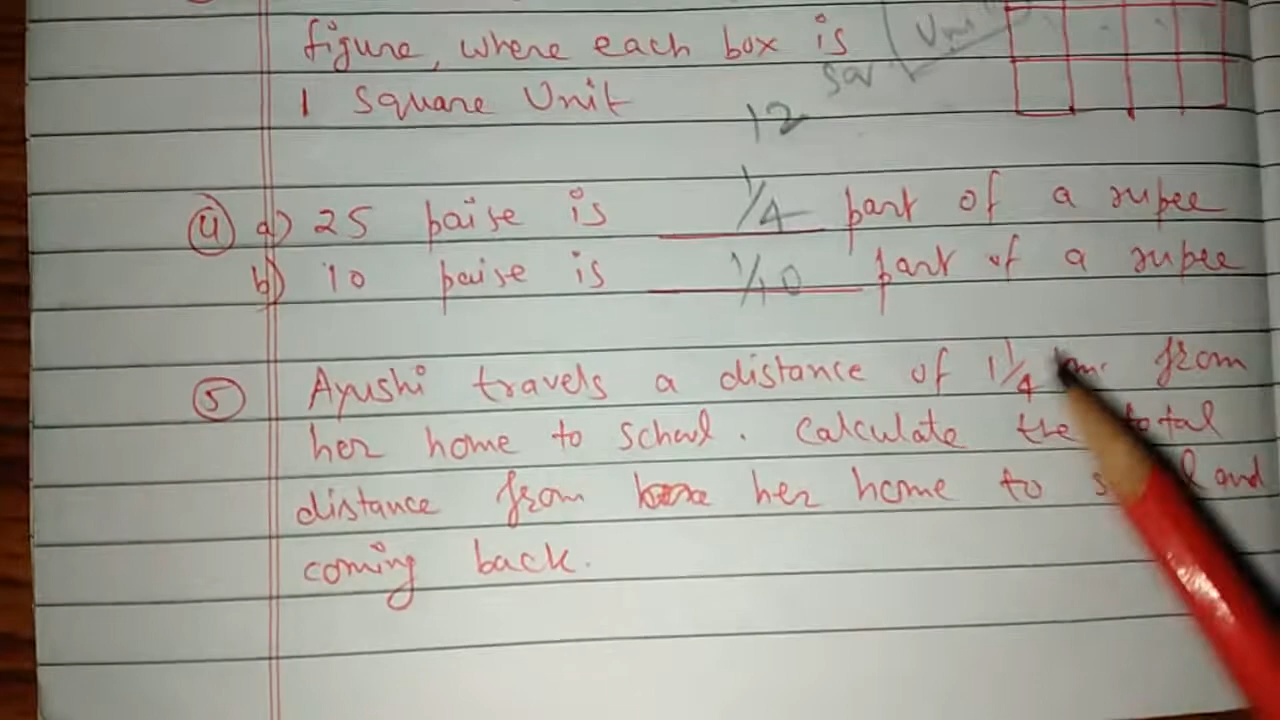 figure, where each box is
1 Square Unit
12
④ a) 25 paise is 1/4 part of a rupee
b) 10 paise is 1/10 part of a rupee
⑤ Ayushi travels a distance of 1 1/4 from
her home to school. Calculate the total
distance from her home to and
coming back.